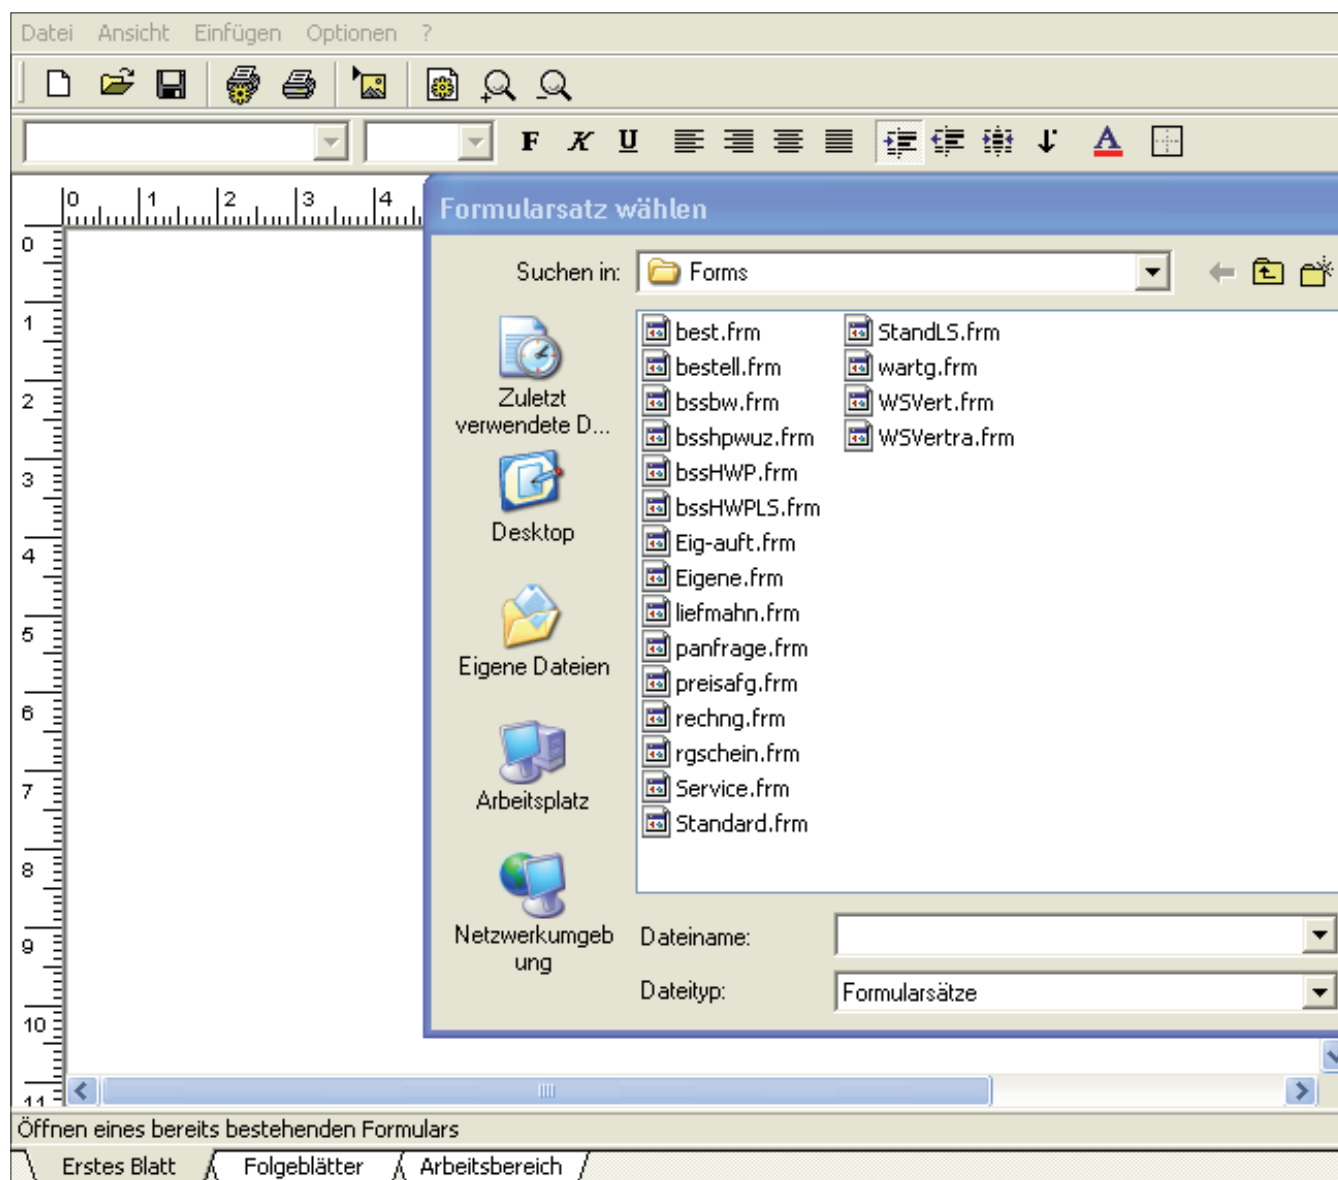 Datei Ansicht Einfügen Optionen ?
F K U A
0 1 2 3 4
Formularsatz wählen
Suchen in: Forms
best.frm
bestell.frm
bssbw.frm
bsshpwuz.frm
bssHWP.frm
bssHWPLS.frm
Eig-auft.frm
Eigene.frm
liefmahn.frm
panfrage.frm
preisafg.frm
rechng.frm
rgschein.frm
Service.frm
Standard.frm
StandLS.frm
wartg.frm
WSVert.frm
WSVertra.frm
Zuletzt
verwendete D...
Desktop
Eigene Dateien
Arbeitsplatz
Netzwerkumgeb
ung
Dateiname:
Dateityp: Formularsätze
0
1
2
3
4
5
6
7
8
9
10
11
Öffnen eines bereits bestehenden Formulars
Erstes Blatt Folgeblätter Arbeitsbereich